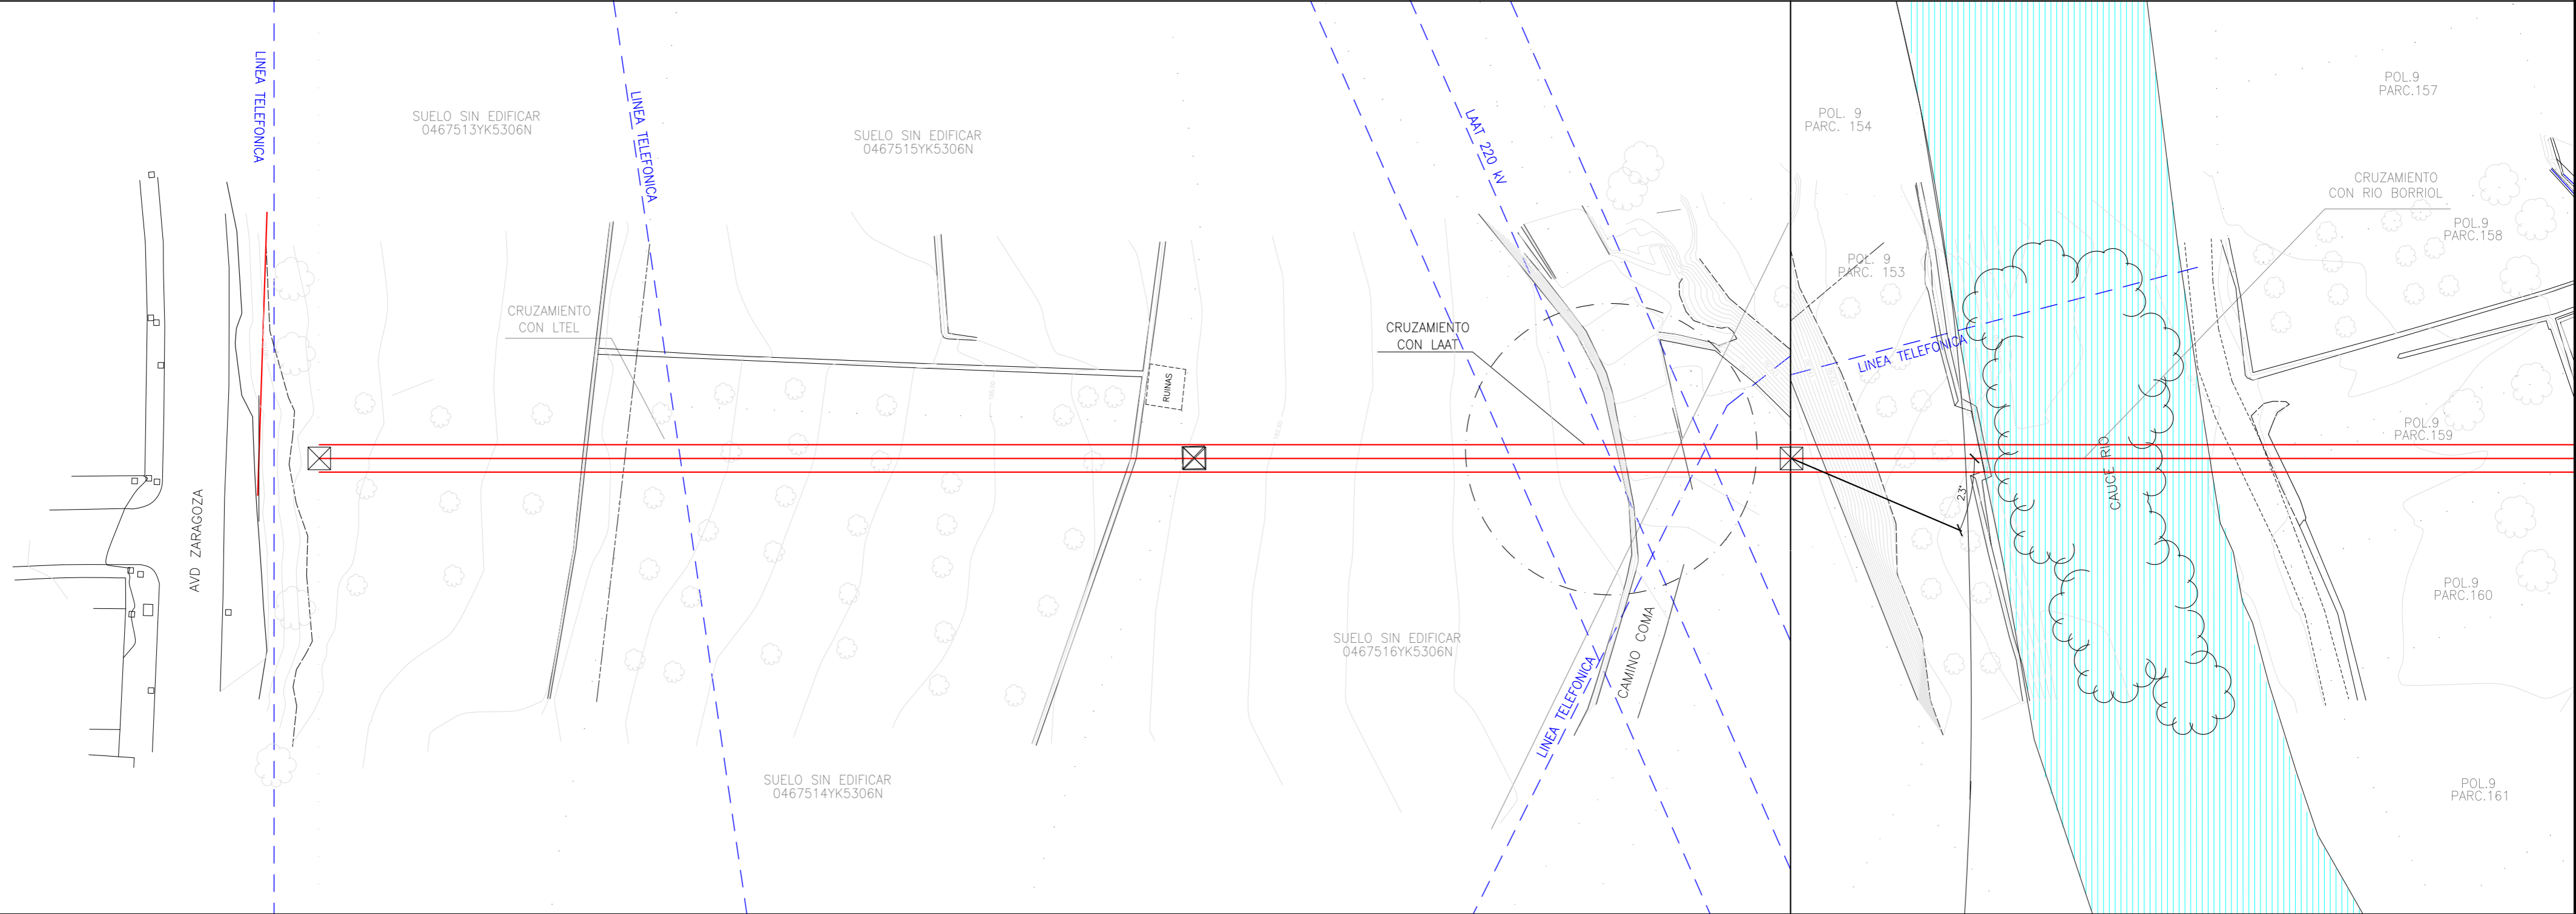 LINEA TELEFONICA
SUELO SIN EDIFICAR
0467513YK5306N
LINEA TELEFONICA
SUELO SIN EDIFICAR
0467515YK5306N
LAAT 220 kV
POL. 9
PARC. 154
POL.9
PARC.157
CRUZAMIENTO
CON RIO BORRIOL
POL.9
PARC.158
POL. 9
PARC. 153
CRUZAMIENTO
CON LTEL
CRUZAMIENTO
CON LAAT
LINEA TELEFONICA
RUINAS
POL.9
PARC.159
CAUCE RIO
23°
AVD ZARAGOZA
POL.9
PARC.160
SUELO SIN EDIFICAR
0467516YK5306N
CAMINO COMA
LINEA TELEFONICA
SUELO SIN EDIFICAR
0467514YK5306N
POL.9
PARC.161